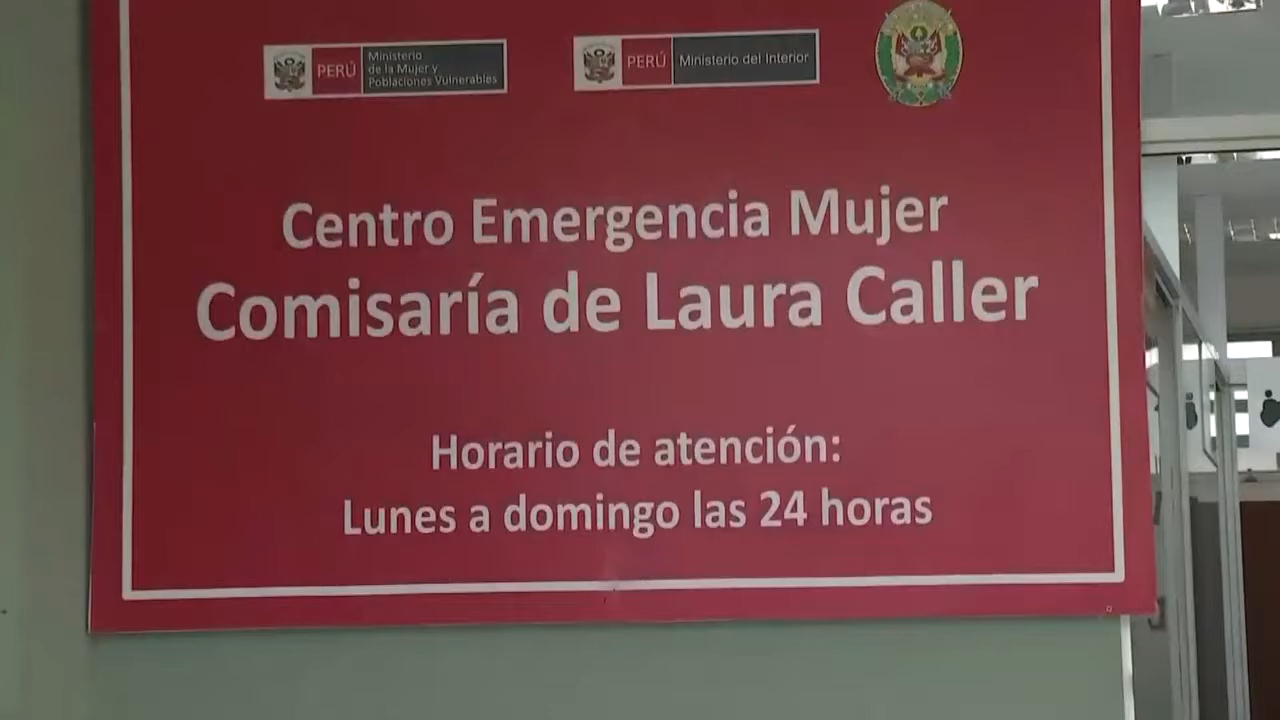 PERÚ
Ministerio
de la Mujer y
Poblaciones Vulnerables
PERÚ
Ministerio del Interior
Centro Emergencia Mujer
Comisaría de Laura Caller
Horario de atención:
Lunes a domingo las 24 horas